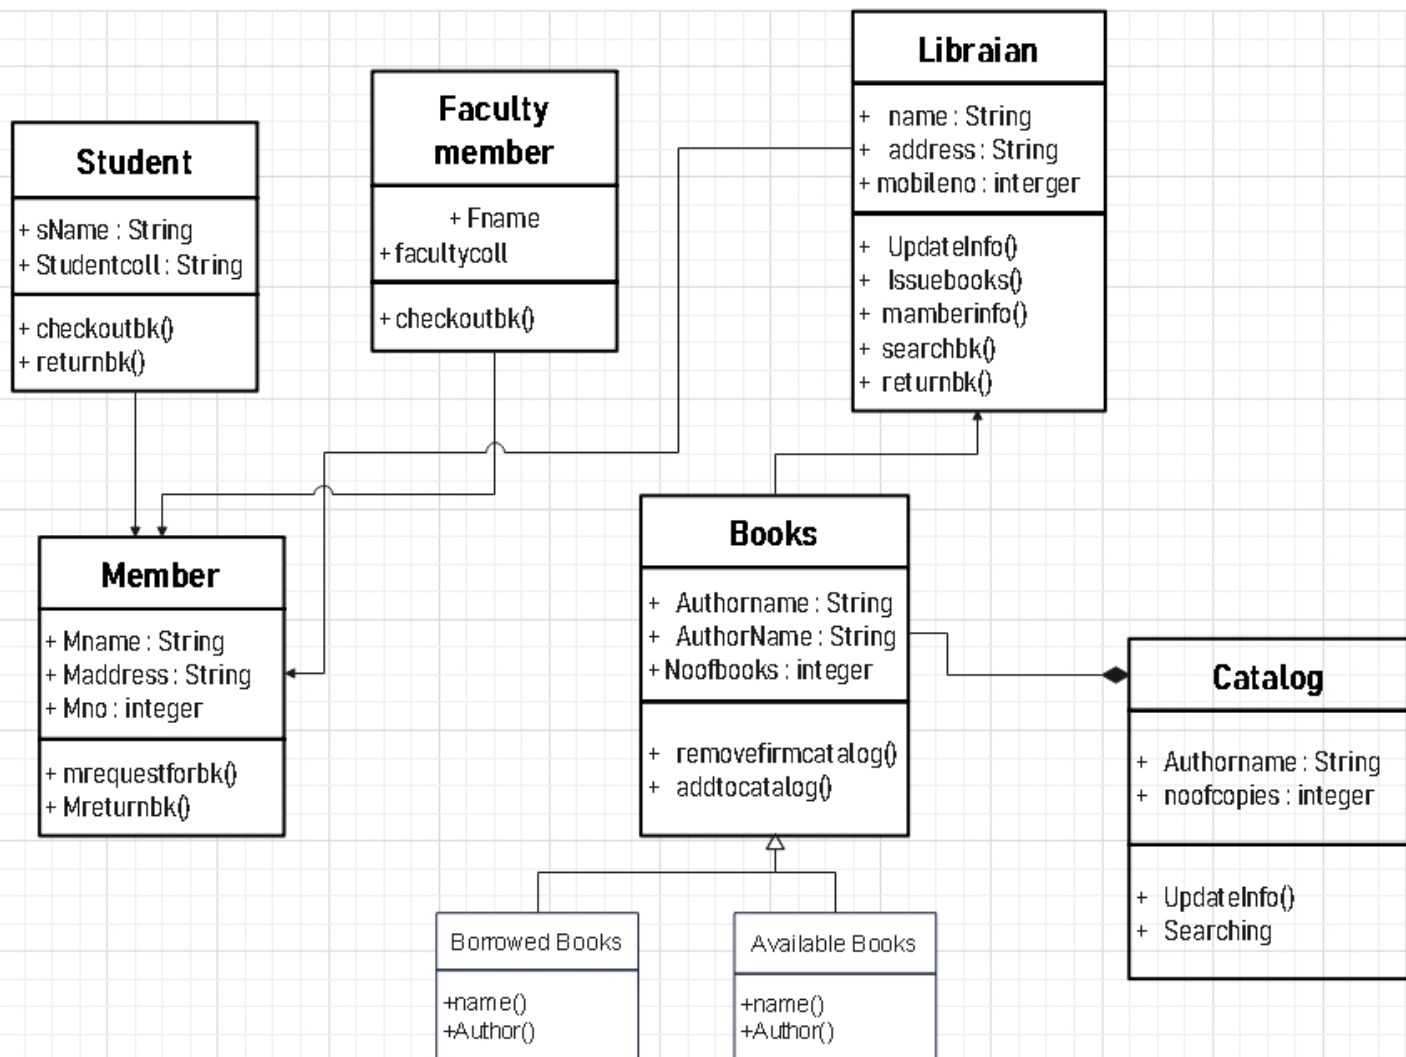 Libraian
+ name : String
+ address : String
+ mobileno : interger
+ UpdateInfo()
+ Issuebooks()
+ mamberinfo()
+ searchbk()
+ returnbk()
Faculty
member
+ Fname
+ facultycoll
+ checkoutbk()
Student
+ sName : String
+ Studentcoll : String
+ checkoutbk()
+ returnbk()
Member
+ Mname : String
+ Maddress : String
+ Mno : integer
+ mrequestforbk()
+ Mreturnbk()
Books
+ Authorname : String
+ AuthorName : String
+ Noofbooks : integer
+ removefirmcatalog()
+ addtocatalog()
Catalog
+ Authorname : String
+ noofcopies : integer
+ UpdateInfo()
+ Searching
Borrowed Books
+name()
+Author()
Available Books
+name()
+Author()